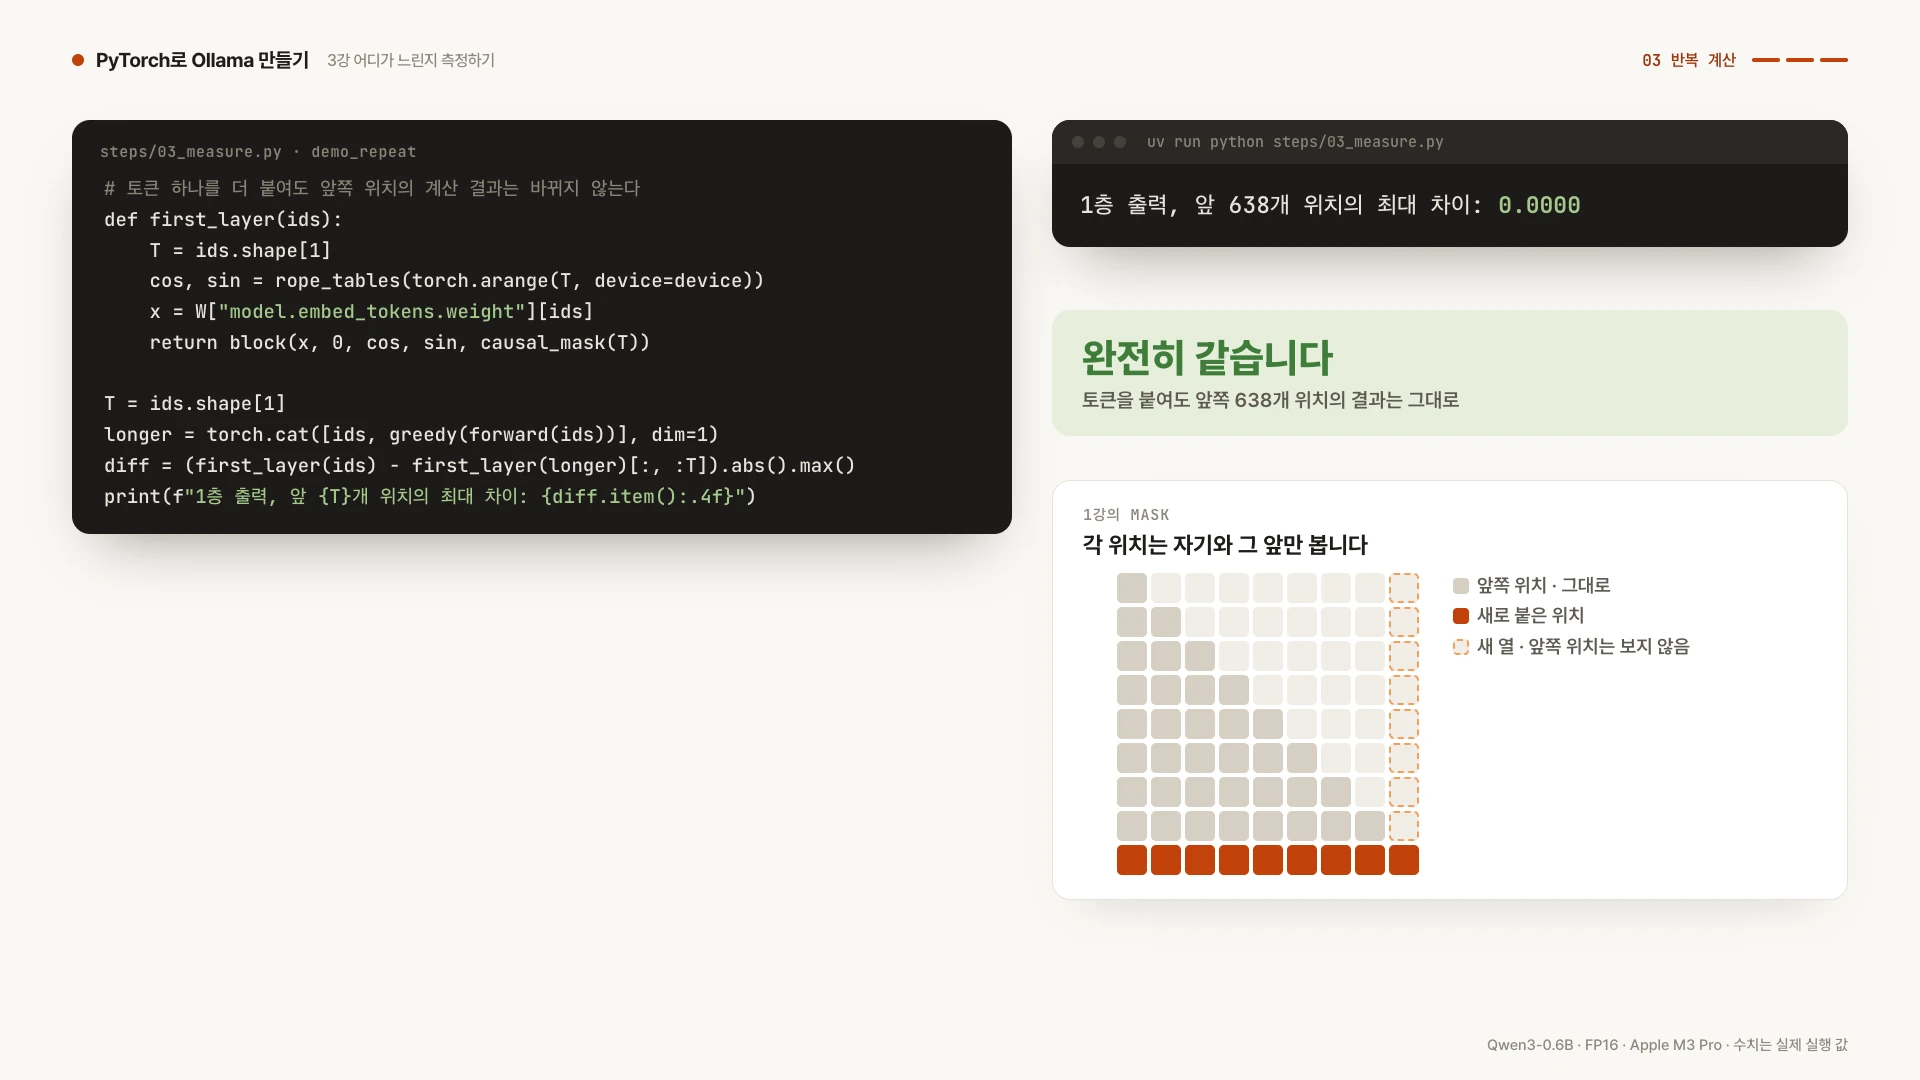 PyTorch로 Ollama 만들기 3강 어디가 느린지 측정하기
03 반복 계산
steps/03_measure.py · demo_repeat
# 토큰 하나를 더 붙여도 앞쪽 위치의 계산 결과는 바뀌지 않는다
def first_layer(ids):
    T = ids.shape[1]
    cos, sin = rope_tables(torch.arange(T, device=device))
    x = W["model.embed_tokens.weight"][ids]
    return block(x, 0, cos, sin, causal_mask(T))
T = ids.shape[1]
longer = torch.cat([ids, greedy(forward(ids))], dim=1)
diff = (first_layer(ids) - first_layer(longer)[:, :T]).abs().max()
print(f"1층 출력, 앞 {T}개 위치의 최대 차이: {diff.item():.4f}")
uv run python steps/03_measure.py
1층 출력, 앞 638개 위치의 최대 차이: 0.0000
완전히 같습니다
토큰을 붙여도 앞쪽 638개 위치의 결과는 그대로
1강의 MASK
각 위치는 자기와 그 앞만 봅니다
앞쪽 위치 · 그대로
새로 붙은 위치
새 열 · 앞쪽 위치는 보지 않음
Qwen3-0.6B · FP16 · Apple M3 Pro · 수치는 실제 실행 값